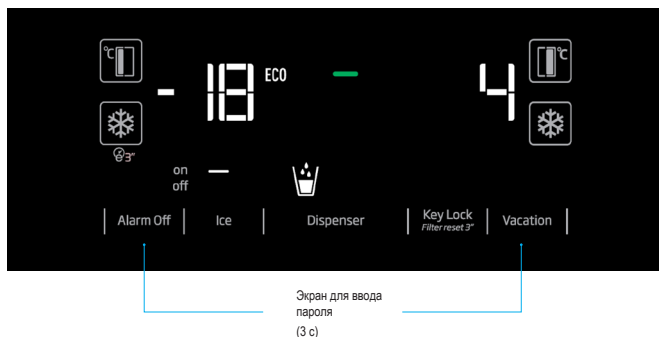 °C °C
- 18 ECO 4
3"
on
off
Alarm Off Ice Dispenser Key Lock Vacation
Filter reset 3"
Экран для ввода
пароля
(3 с)